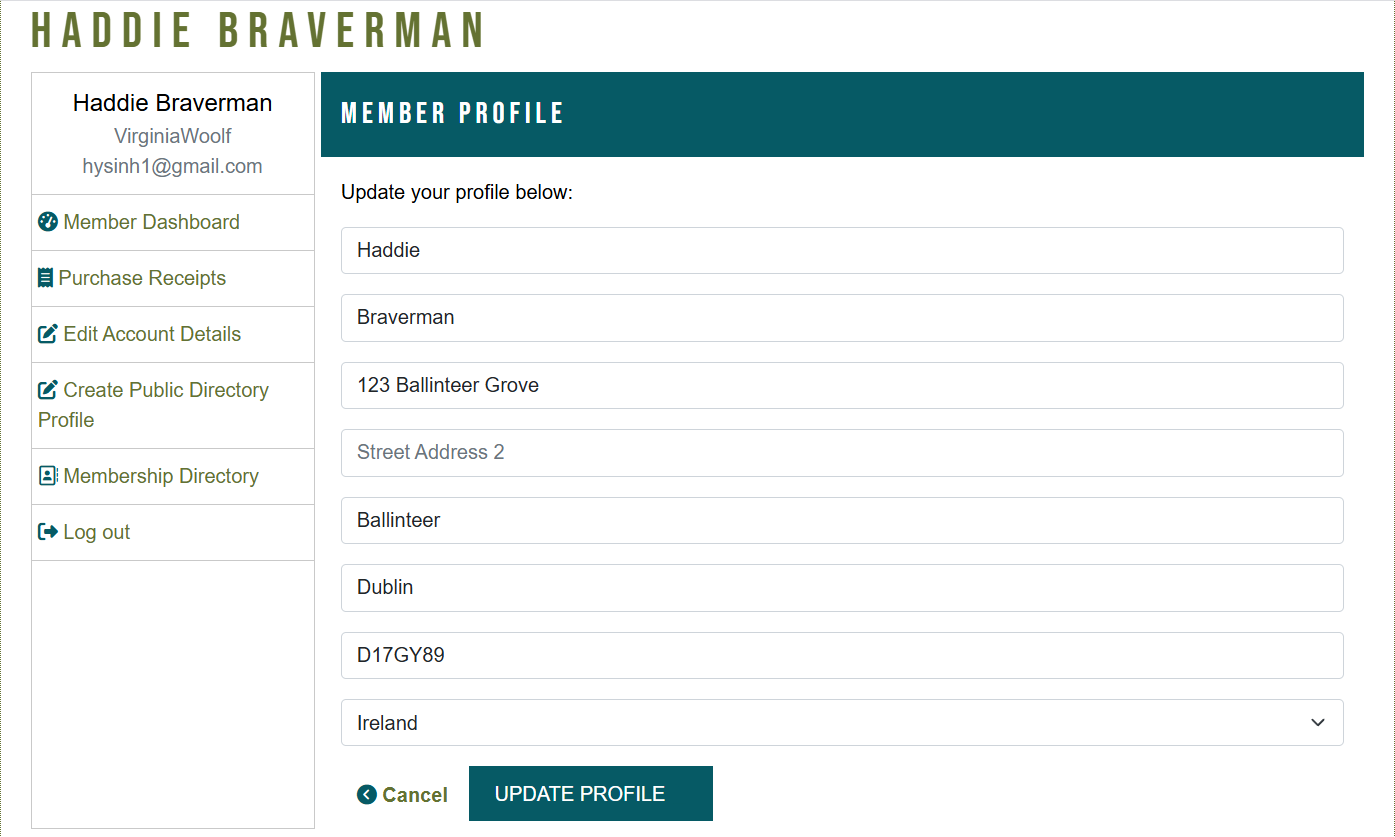 HADDIE BRAVERMAN
Haddie Braverman
VirginiaWoolf
hysinh1@gmail.com
Member Dashboard
Purchase Receipts
Edit Account Details
Create Public Directory
Profile
Membership Directory
Log out
MEMBER PROFILE
Update your profile below:
Haddie
Braverman
123 Ballinteer Grove
Street Address 2
Ballinteer
Dublin
D17GY89
Ireland
Cancel
UPDATE PROFILE